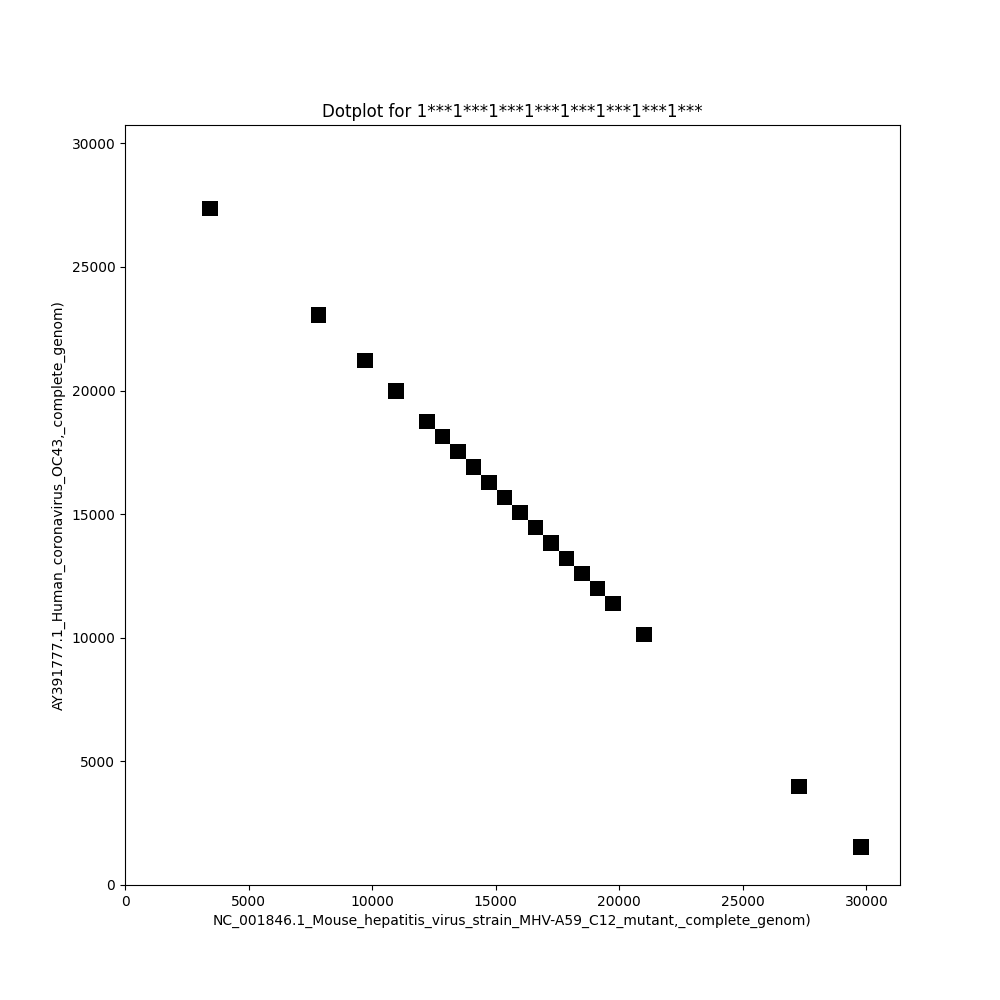 Dotplot for 1***1***1***1***1***1***1***1***
30000
25000
20000
15000
10000
5000
0
AY391777.1_Human_coronavirus_OC43,_complete_genom)
0 5000 10000 15000 20000 25000 30000
NC_001846.1_Mouse_hepatitis_virus_strain_MHV-A59_C12_mutant,_complete_genom)